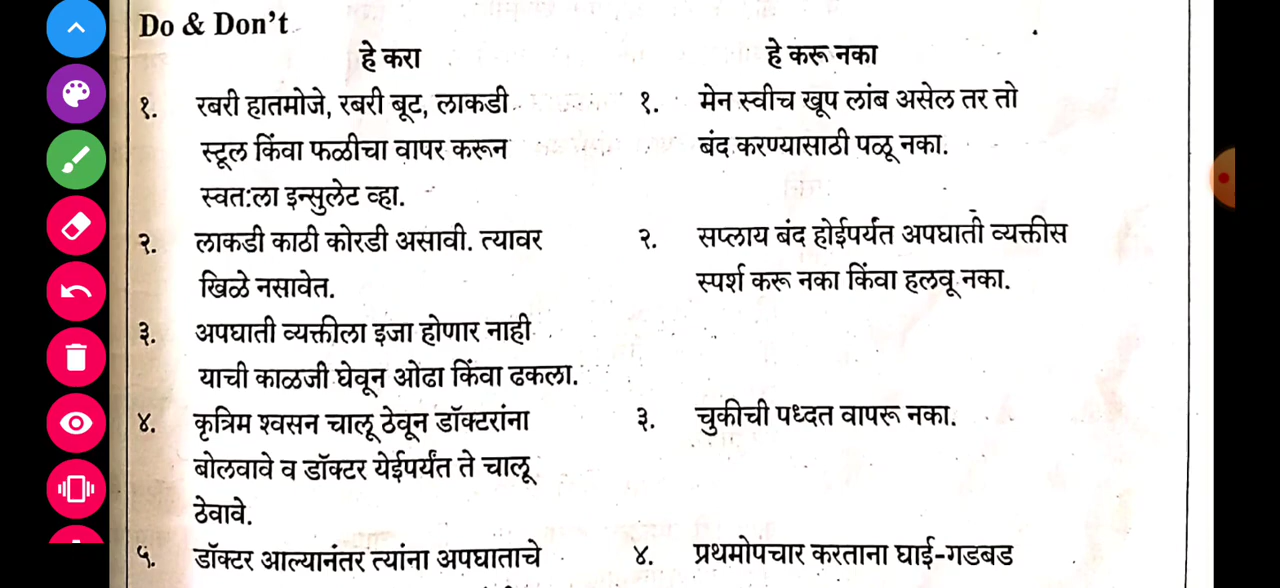 Do & Don't
हे करा
१. रबरी हातमोजे, रबरी बूट, लाकडी
स्टूल किंवा फळीचा वापर करून
स्वत:ला इन्सुलेट व्हा.
२. लाकडी काठी कोरडी असावी. त्यावर
खिळे नसावेत.
३. अपघाती व्यक्तीला इजा होणार नाही
याची काळजी घेवून ओढा किंवा ढकला.
४. कृत्रिम श्वसन चालू ठेवून डॉक्टरांना
बोलवावे व डॉक्टर येईपर्यंत ते चालू
ठेवावे.
५. डॉक्टर आल्यानंतर त्यांना अपघाताचे
हे करू नका
१. मेन स्वीच खूप लांब असेल तर तो
बंद करण्यासाठी पळू नका.
२. सप्लाय बंद होईपर्यंत अपघाती व्यक्तीस
स्पर्श करू नका किंवा हलवू नका.
३. चुकीची पध्दत वापरू नका.
४. प्रथमोपचार करताना घाई-गडबड